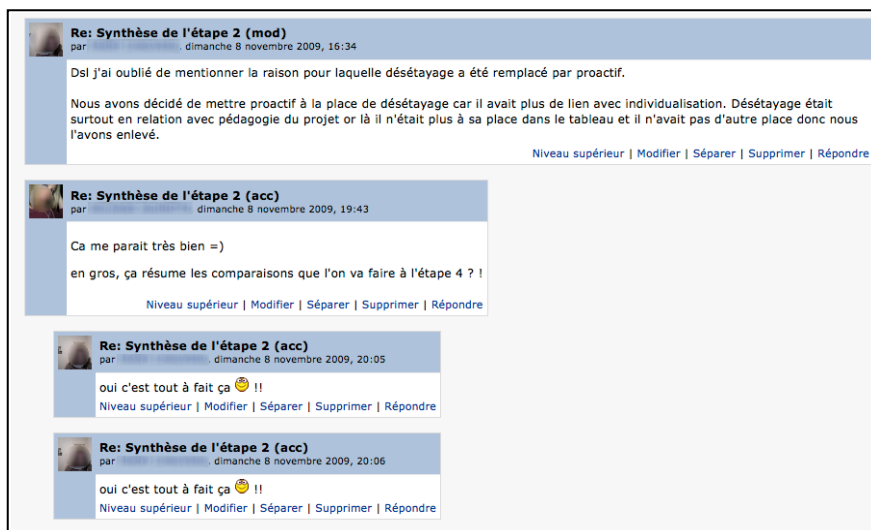 Re: Synthèse de l'étape 2 (mod)
par . dimanche 8 novembre 2009, 16:34
Dsl j'ai oublié de mentionner la raison pour laquelle désétayage a été remplacé par proactif.
Nous avons décidé de mettre proactif à la place de désétayage car il avait plus de lien avec individualisation. Désétayage était
surtout en relation avec pédagogie du projet or là il n'était plus à sa place dans le tableau et il n'avait pas d'autre place donc nous
l'avons enlevé.
Niveau supérieur | Modifier | Séparer | Supprimer | Répondre
Re: Synthèse de l'étape 2 (acc)
par dimanche 8 novembre 2009, 19:43
Ca me parait très bien =)
en gros, ça résume les comparaisons que l'on va faire à l'étape 4 ? !
Niveau supérieur | Modifier | Séparer | Supprimer | Répondre
Re: Synthèse de l'étape 2 (acc)
par . dimanche 8 novembre 2009, 20:05
oui c'est tout à fait ça !!
Niveau supérieur | Modifier | Séparer | Supprimer | Répondre
Re: Synthèse de l'étape 2 (acc)
par . dimanche 8 novembre 2009, 20:06
oui c'est tout à fait ça !!
Niveau supérieur | Modifier | Séparer | Supprimer | Répondre